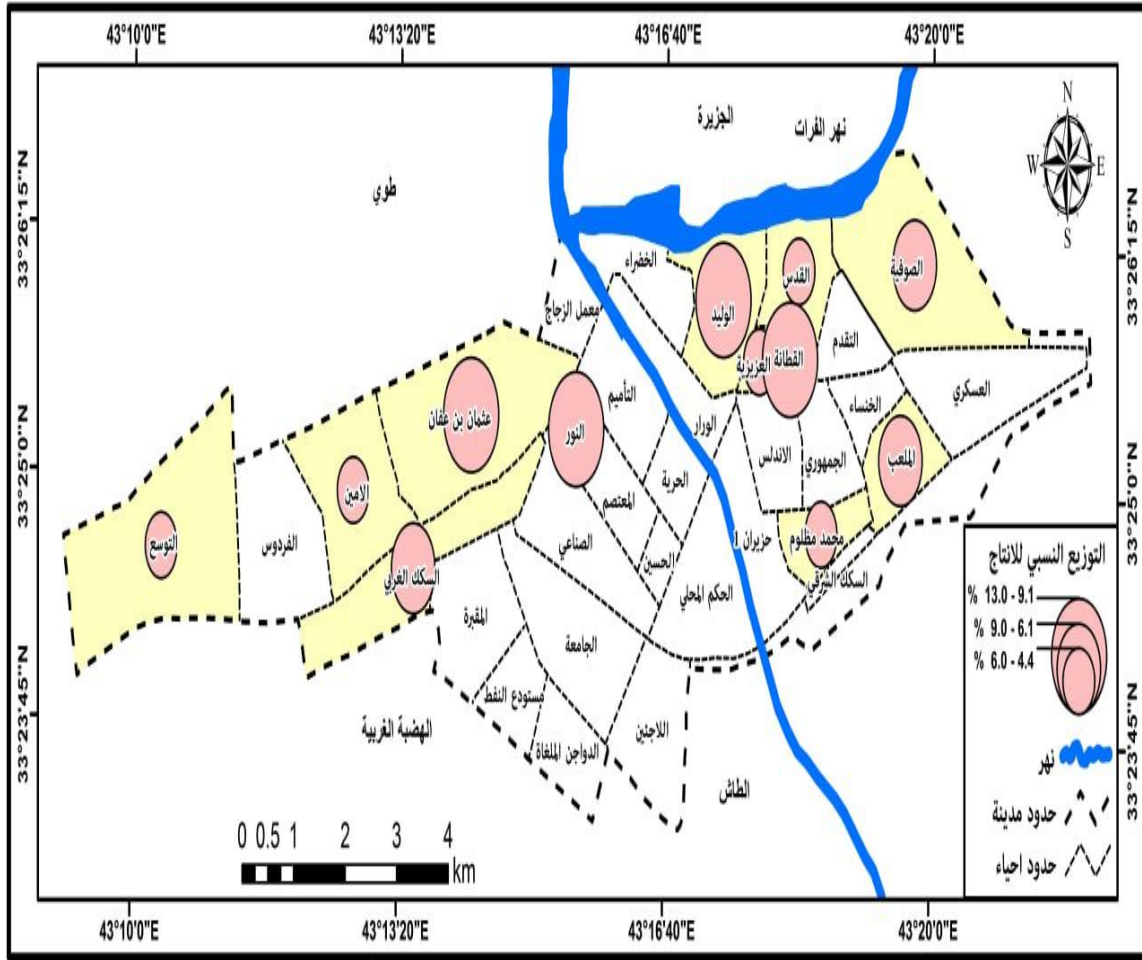 43°10'0"E 43°13'20"E 43°16'40"E 43°20'0"E
N
W E
S
33°26'15"N
33°25'0"N
33°23'45"N
33°26'15"N
33°25'0"N
33°23'45"N
الجزيرة
نهر الفرات
طوي
الخضراء
معمل الزجاج
الوليد
القدس
الصوفية
العزيزية
القطانة
التقدم
العسكري
الخنساء
التأميم
الورار
عثمان بن عفان
النور
الحرية
الاندلس
الجمهوري
الملعب
الامين
المعتصم
التوسع
الفردوس
الصناعي
الحسين
حزيران 1
محمد مظلوم
السكك الغربي
السكك الشرقي
الحكم المحلي
المقبرة
الجامعة
مستودع النفط
اللاجئين
الهضبة الغربية
الدواجن الملغاة
الطاش
التوزيع النسبي للانتاج
% 13.0 - 9.1
% 9.0 - 6.1
% 6.0 - 4.4
نهر
حدود مدينة
حدود احياء
0 0.5 1 2 3 4
km
43°10'0"E 43°13'20"E 43°16'40"E 43°20'0"E